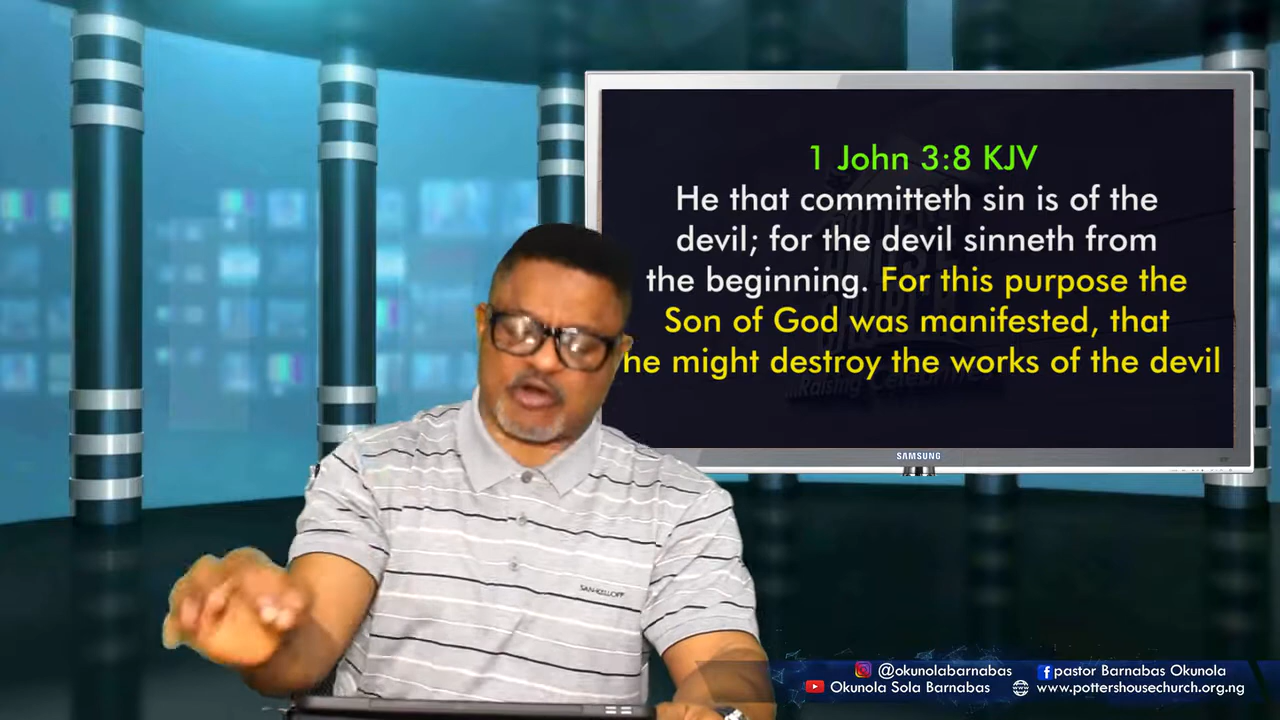 1 John 3:8 KJV
He that committeth sin is of the
devil; for the devil sinneth from
the beginning. For this purpose the
Son of God was manifested, that
he might destroy the works of the devil
...Raising Celebrities
SAMSUNG
@okunolabarnabas
pastor Barnabas Okunola
Okunola Sola Barnabas
www.pottershousechurch.org.ng